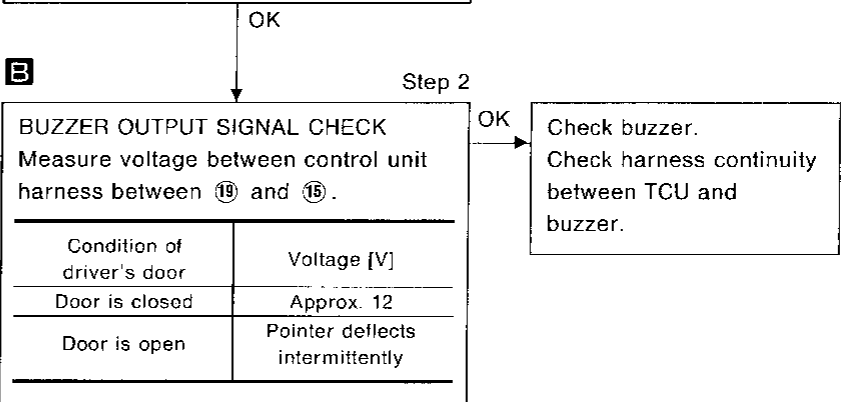 OK
B
Step 2
BUZZER OUTPUT SIGNAL CHECK
Measure voltage between control unit
harness between ⑲ and ⑮.
Condition of
driver's door
Voltage [V]
Door is closed
Approx. 12
Door is open
Pointer deflects
intermittently
OK
Check buzzer.
Check harness continuity
between TCU and
buzzer.